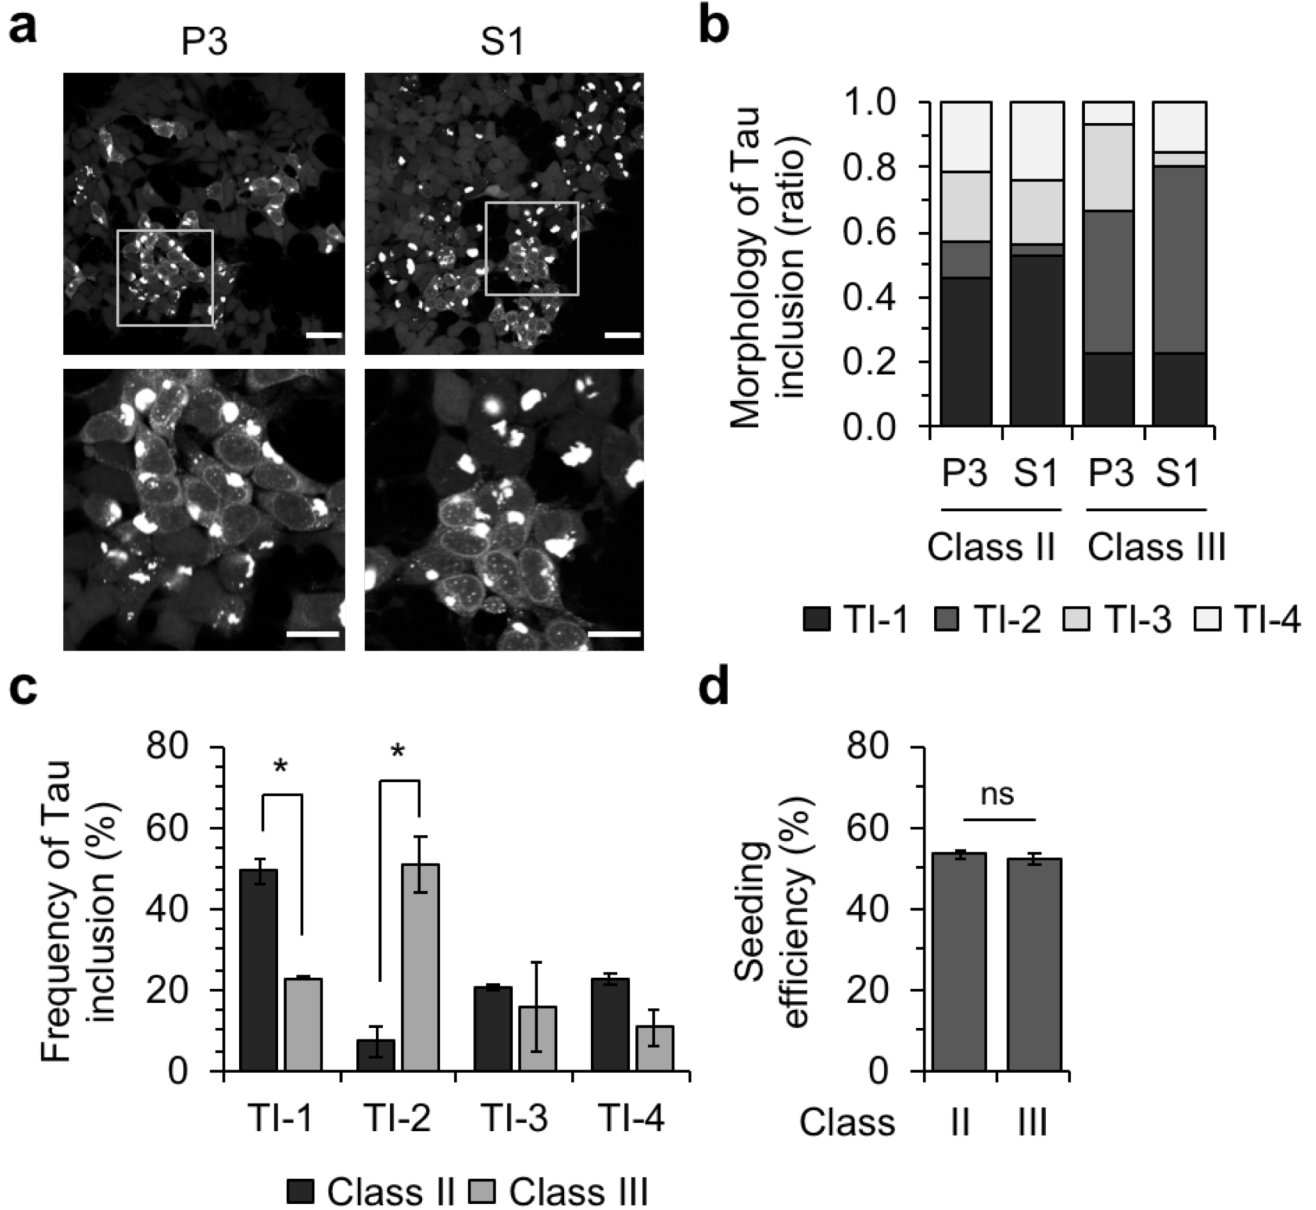 a
P3 S1
b
Morphology of Tau
inclusion (ratio)
1.0
0.8
0.6
0.4
0.2
0.0
P3 S1 P3 S1
Class II Class III
TI-1 TI-2 TI-3 TI-4
c
Frequency of Tau
inclusion (%)
80
60
40
20
0
* *
TI-1 TI-2 TI-3 TI-4
Class II Class III
d
Seeding
efficiency (%)
80
60
40
20
0
ns
Class II III